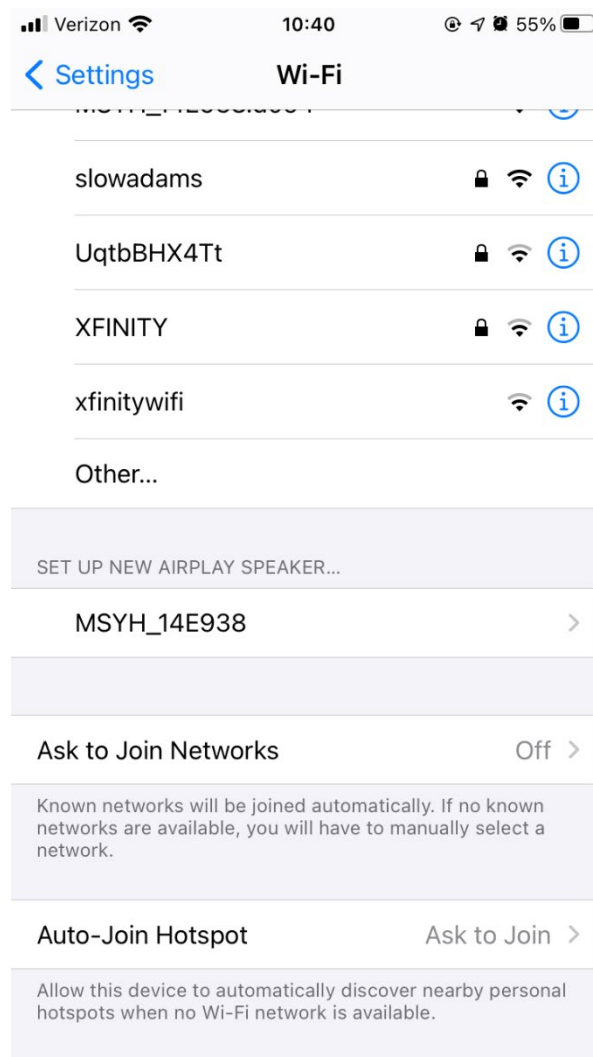 Verizon 10:40 55%
Settings Wi-Fi
slowadams
UqtbBHX4Tt
XFINITY
xfinitywifi
Other...
SET UP NEW AIRPLAY SPEAKER...
MSYH_14E938
Ask to Join Networks Off
Known networks will be joined automatically. If no known
networks are available, you will have to manually select a
network.
Auto-Join Hotspot Ask to Join
Allow this device to automatically discover nearby personal
hotspots when no Wi-Fi network is available.